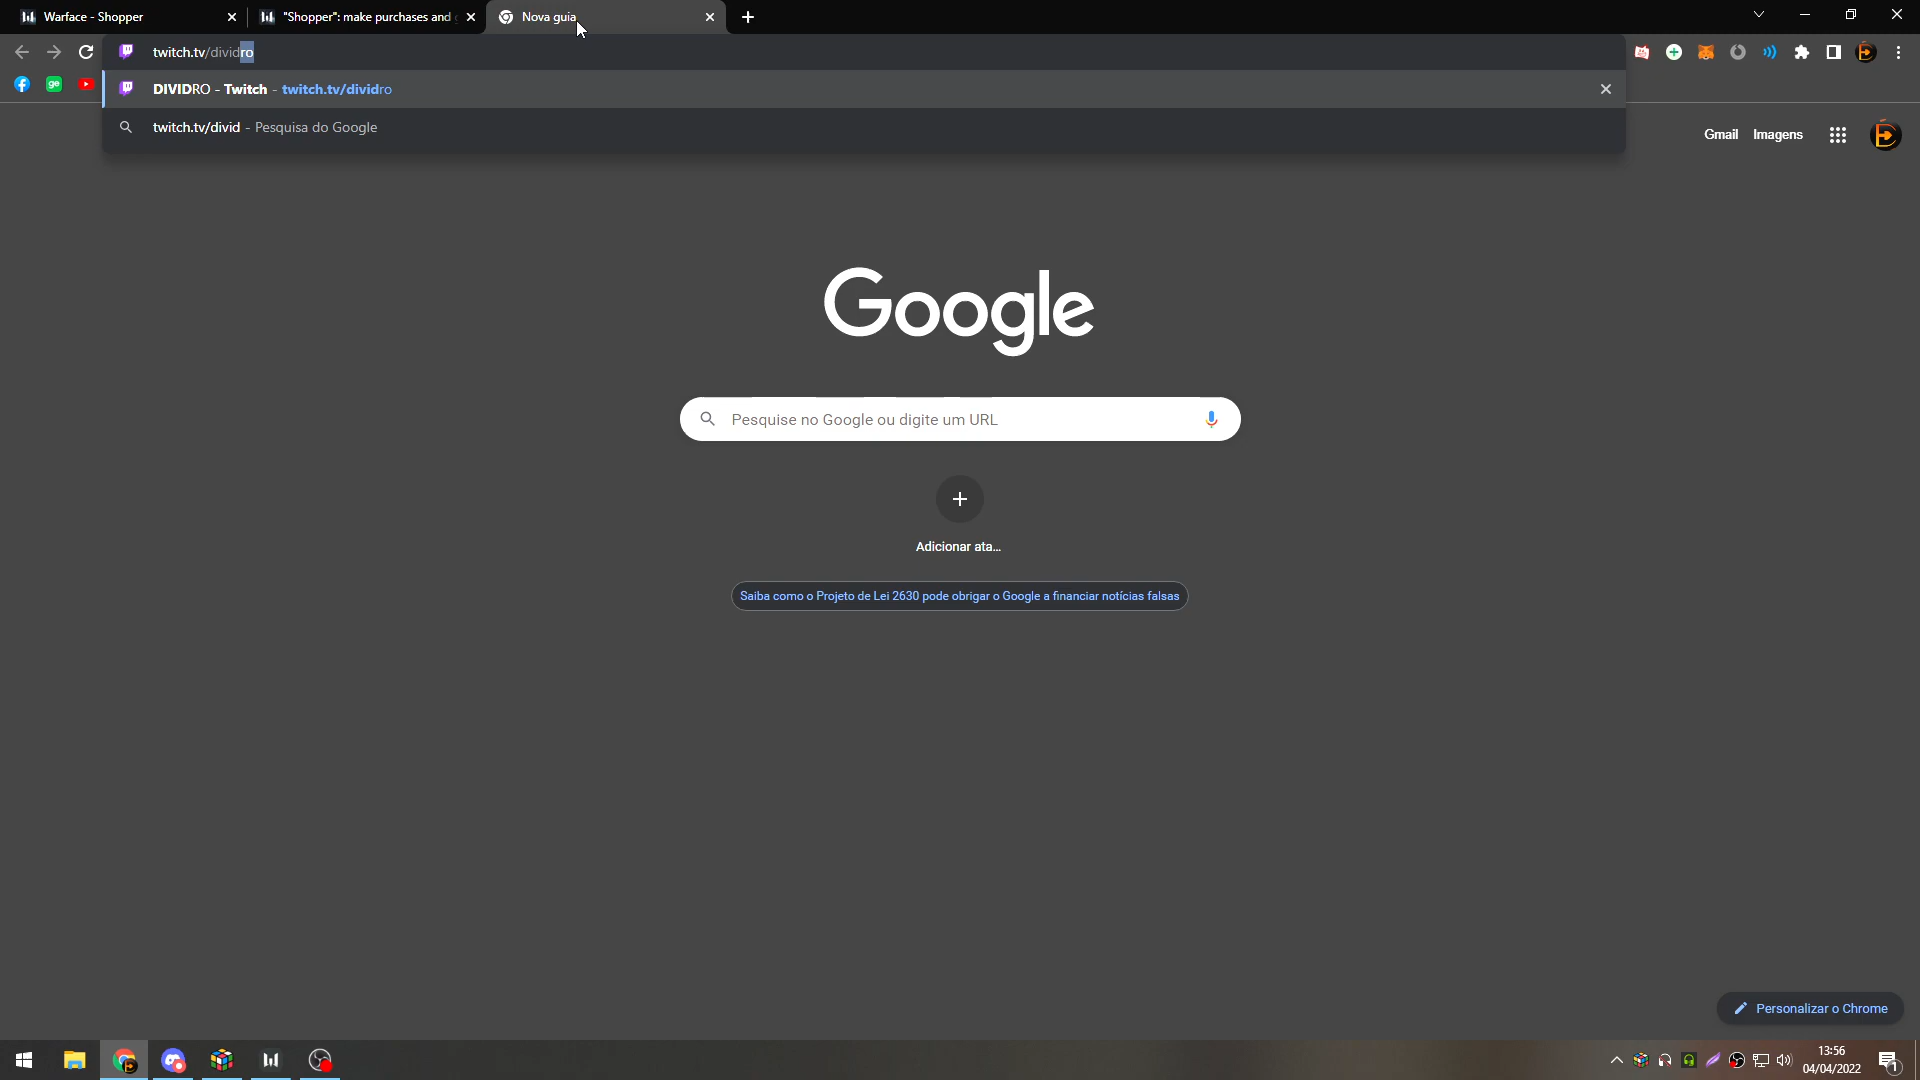 Warface - Shopper
"Shopper": make purchases and
Nova guia
twitch.tv/dividro
DIVIDRO - Twitch - twitch.tv/dividro
twitch.tv/divid - Pesquisa do Google
Gmail Imagens
Google
Pesquise no Google ou digite um URL
Adicionar ata...
Saiba como o Projeto de Lei 2630 pode obrigar o Google a financiar notícias falsas
Personalizar o Chrome
13:56
04/04/2022
1